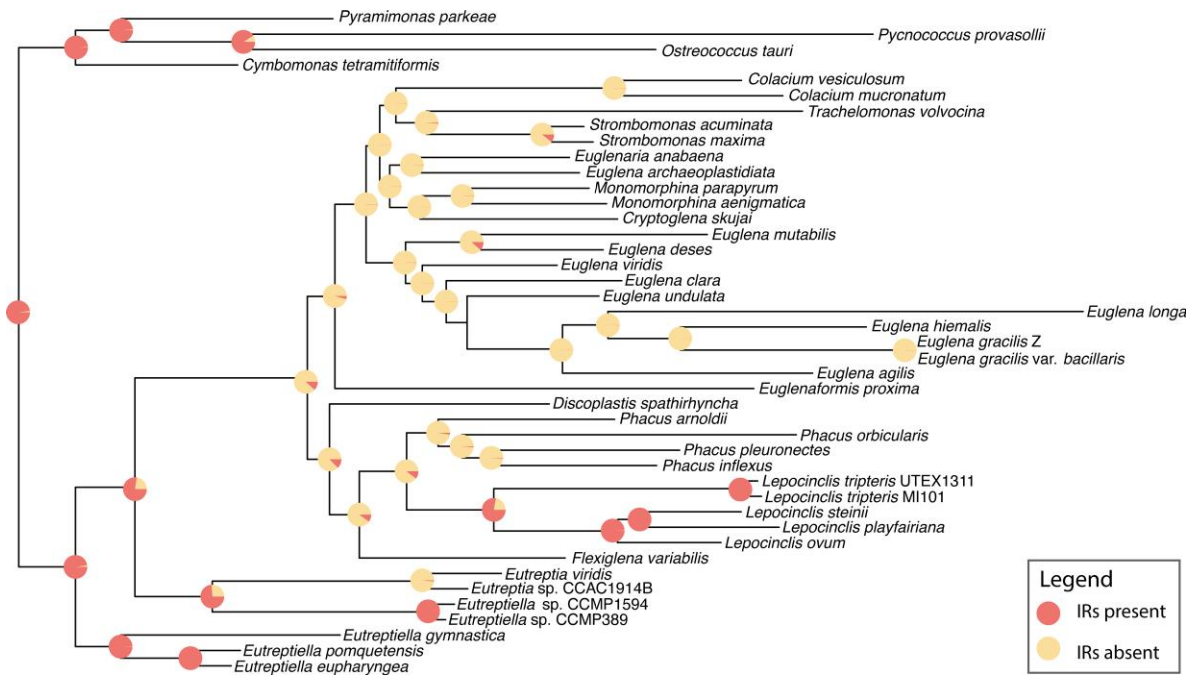 Pyramimonas parkeae
Pycnococcus provasollii
Ostreococcus tauri
Cymbomonas tetramitiformis
Colacium vesiculosum
Colacium mucronatum
Trachelomonas volvocina
Strombomonas acuminata
Strombomonas maxima
Euglenaria anabaena
Euglena archaeoplastidiata
Monomorphina parapyrum
Monomorphina aenigmatica
Cryptoglena skujai
Euglena mutabilis
Euglena deses
Euglena viridis
Euglena clara
Euglena undulata
Euglena longa
Euglena hiemalis
Euglena gracilis Z
Euglena gracilis var. bacillaris
Euglena agilis
Euglenaformis proxima
Discoplastis spathirhyncha
Phacus arnoldii
Phacus orbicularis
Phacus pleuronectes
Phacus inflexus
Lepocinclis tripteris UTEX1311
Lepocinclis tripteris MI101
Lepocinclis steinii
Lepocinclis playfairiana
Lepocinclis ovum
Flexiglena variabilis
Eutreptia viridis
Eutreptia sp. CCAC1914B
Eutreptiella sp. CCMP1594
Eutreptiella sp. CCMP389
Eutreptiella gymnastica
Eutreptiella pomquetensis
Eutreptiella eupharyngea
Legend
IRs present
IRs absent